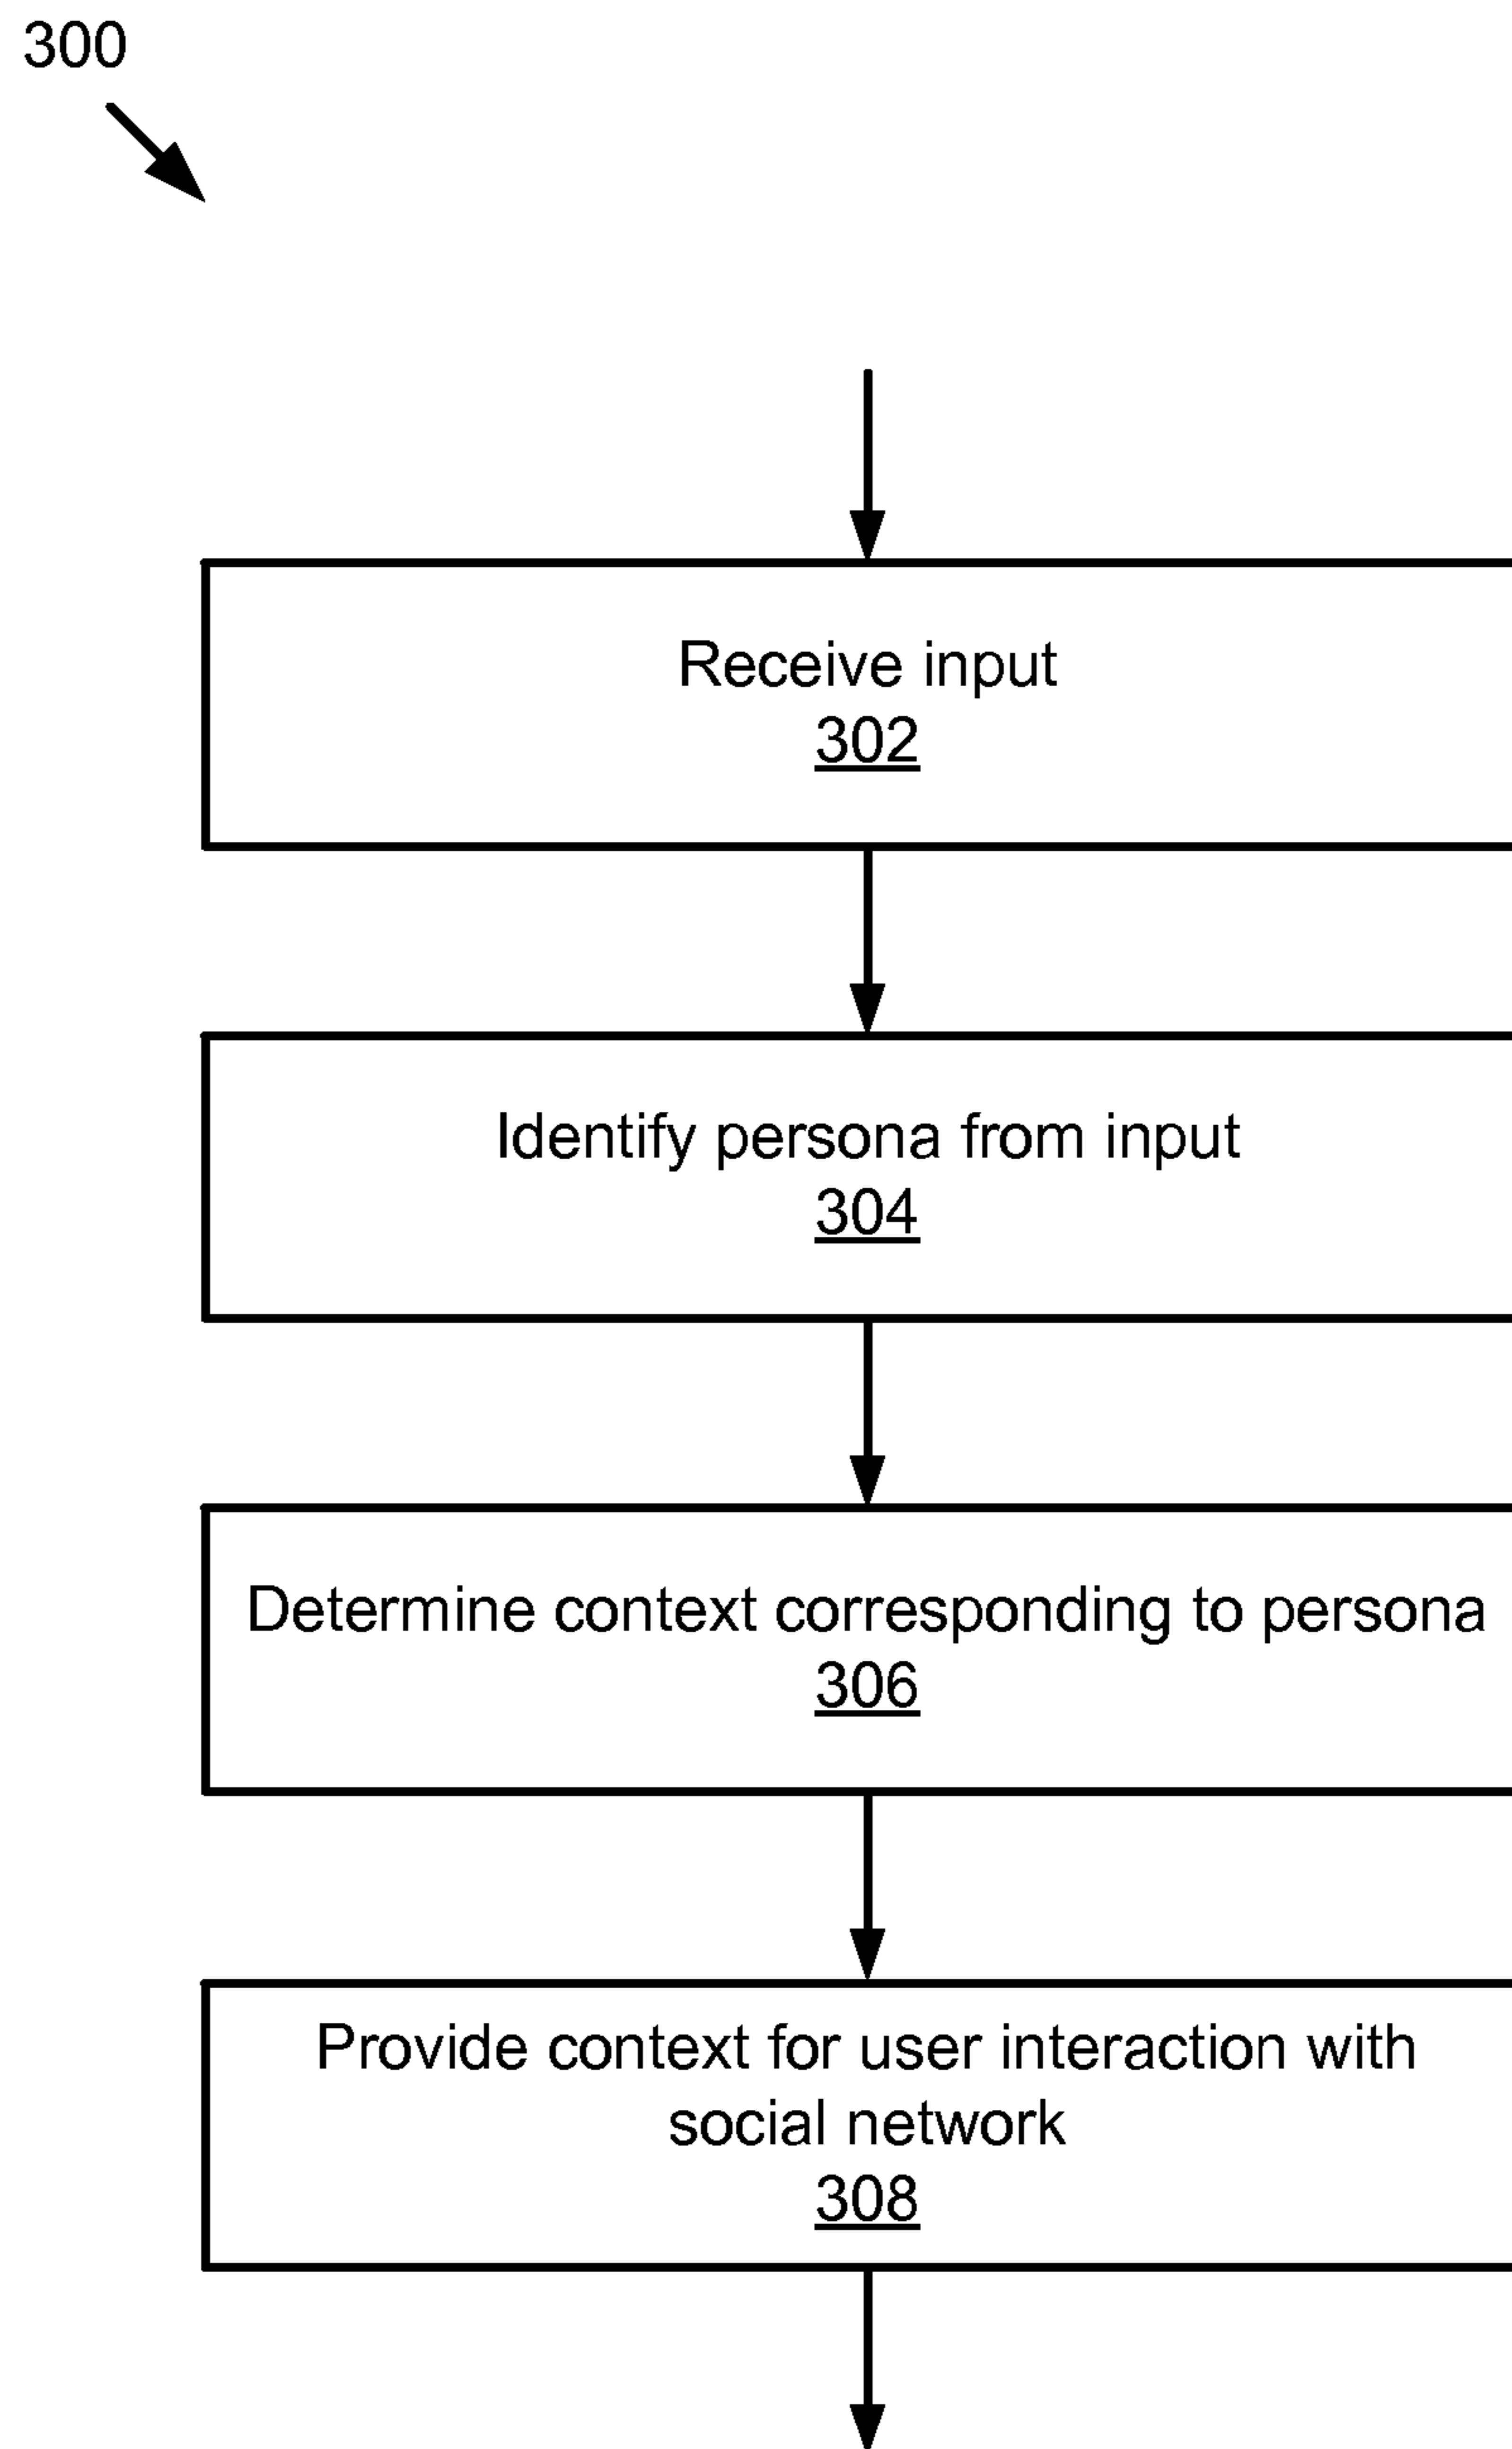 300
Receive input
302
Identify persona from input
304
Determine context corresponding to persona
306
Provide context for user interaction with
social network
308